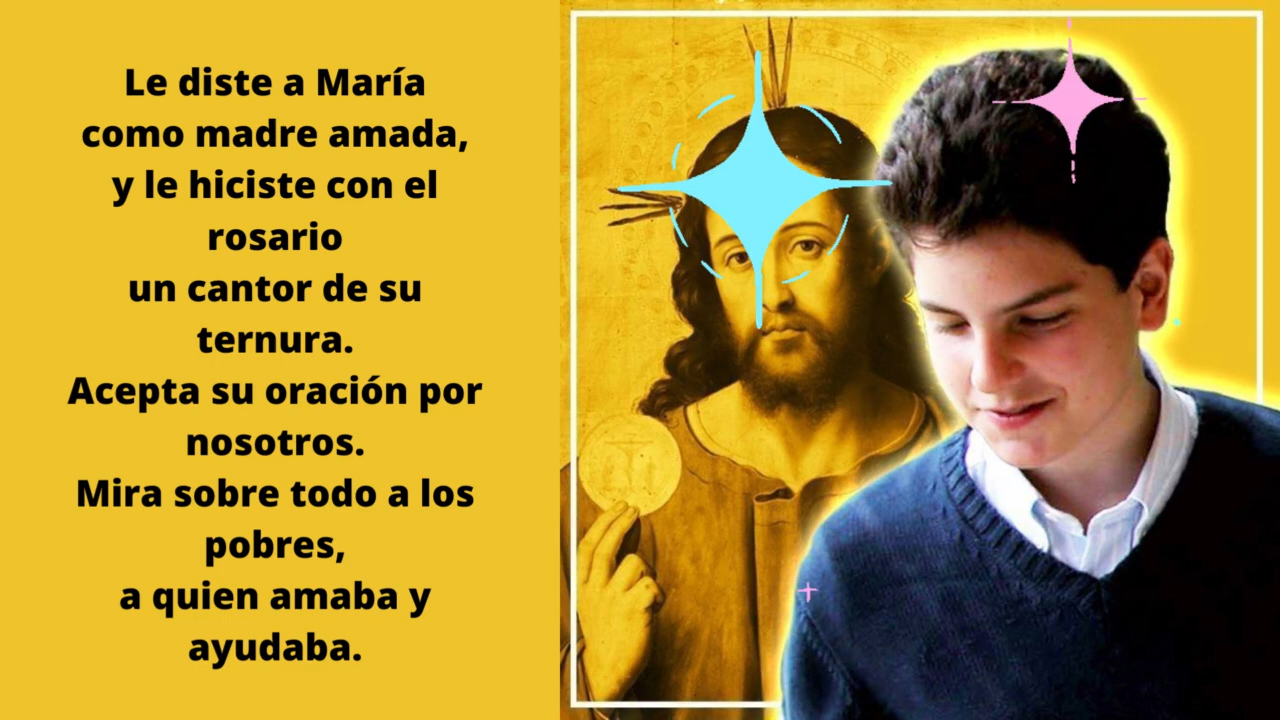 Le diste a María
como madre amada,
y le hiciste con el
rosario
un cantor de su
ternura.
Acepta su oración por
nosotros.
Mira sobre todo a los
pobres,
a quien amaba y
ayudaba.